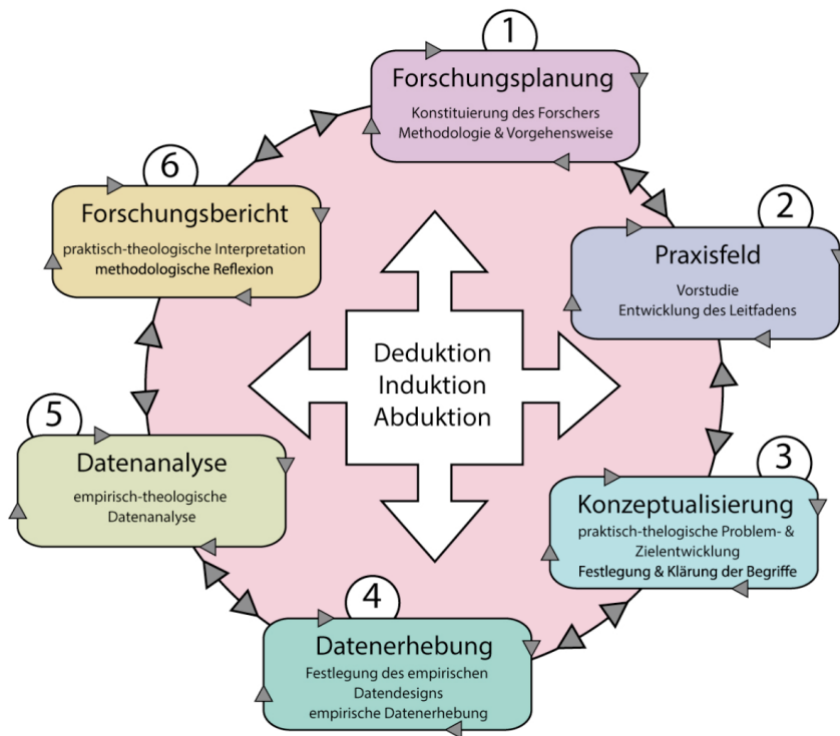 1
Forschungsplanung
Konstituierung des Forschers
Methodologie & Vorgehensweise
2
Praxisfeld
Vorstudie
Entwicklung des Leitfadens
3
Konzeptualisierung
praktisch-thelogische Problem- &
Zielentwicklung
Festlegung & Klärung der Begriffe
4
Datenerhebung
Festlegung des empirischen
Datendesigns
empirische Datenerhebung
5
Datenanalyse
empirisch-theologische
Datenanalyse
6
Forschungsbericht
praktisch-theologische Interpretation
methodologische Reflexion
Deduktion
Induktion
Abduktion